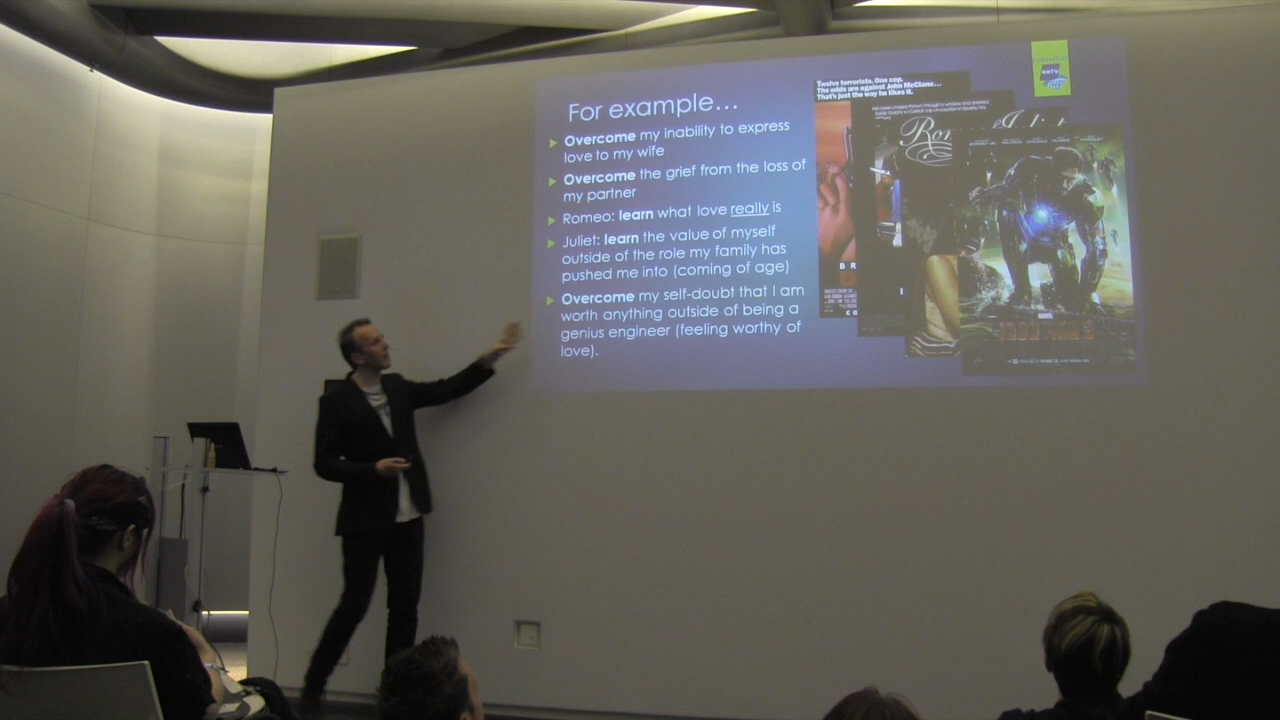 For example…
Overcome my inability to express
love to my wife
Overcome the grief from the loss of
my partner
Romeo: learn what love really is
Juliet: learn the value of myself
outside of the role my family has
pushed me into (coming of age)
Overcome my self-doubt that I am
worth anything outside of being a
genius engineer (feeling worthy of
love).
Twelve terrorists. One cop.
The odds are against John McClane...
That's just the way he likes it.
IRON MAN 3